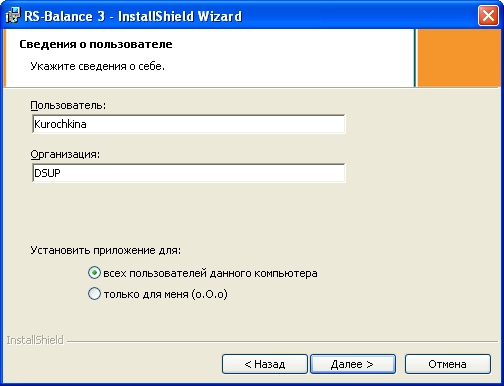 RS-Balance 3 - InstallShield Wizard
Сведения о пользователе
Укажите сведения о себе.
Пользователь:
Kurochkina
Организация:
DSUP
Установить приложение для:
всех пользователей данного компьютера
только для меня (o.O.o)
InstallShield
< Назад
Далее >
Отмена